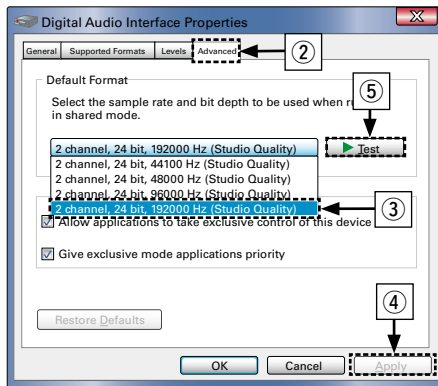 Digital Audio Interface Properties
General Supported Formats Levels Advanced
②
Default Format
⑤
Select the sample rate and bit depth to be used when r
in shared mode.
2 channel, 24 bit, 192000 Hz (Studio Quality)
Test
2 channel, 24 bit, 44100 Hz (Studio Quality)
2 channel, 24 bit, 48000 Hz (Studio Quality)
2 channel, 24 bit, 96000 Hz (Studio Quality)
2 channel, 24 bit, 192000 Hz (Studio Quality)
③
Allow applications to take exclusive control of this device
Give exclusive mode applications priority
④
Restore Defaults
OK Cancel Apply